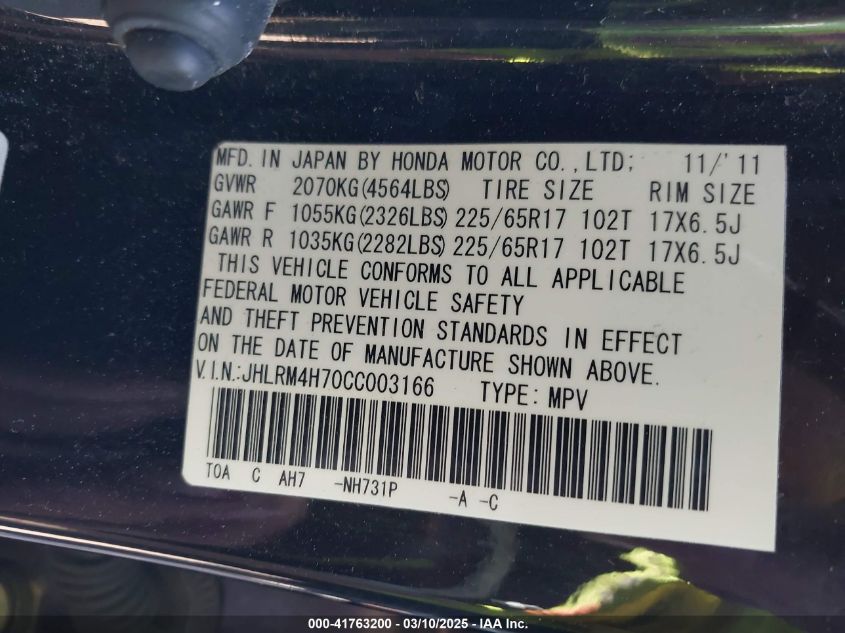 MFD. IN JAPAN BY HONDA MOTOR CO.,LTD; 11/'11
GVWR 2070KG(4564LBS) TIRE SIZE RIM SIZE
GAWR F 1055KG(2326LBS) 225/65R17 102T 17X6.5J
GAWR R 1035KG(2282LBS) 225/65R17 102T 17X6.5J
THIS VEHICLE CONFORMS TO ALL APPLICABLE
FEDERAL MOTOR VEHICLE SAFETY
AND THEFT PREVENTION STANDARDS IN EFFECT
ON THE DATE OF MANUFACTURE SHOWN ABOVE.
V.I.N.:JHLRM4H70CC003166 TYPE: MPV
TOA C AH7 -NH731P -A -C
000-41763200 - 03/10/2025 - IAA Inc.